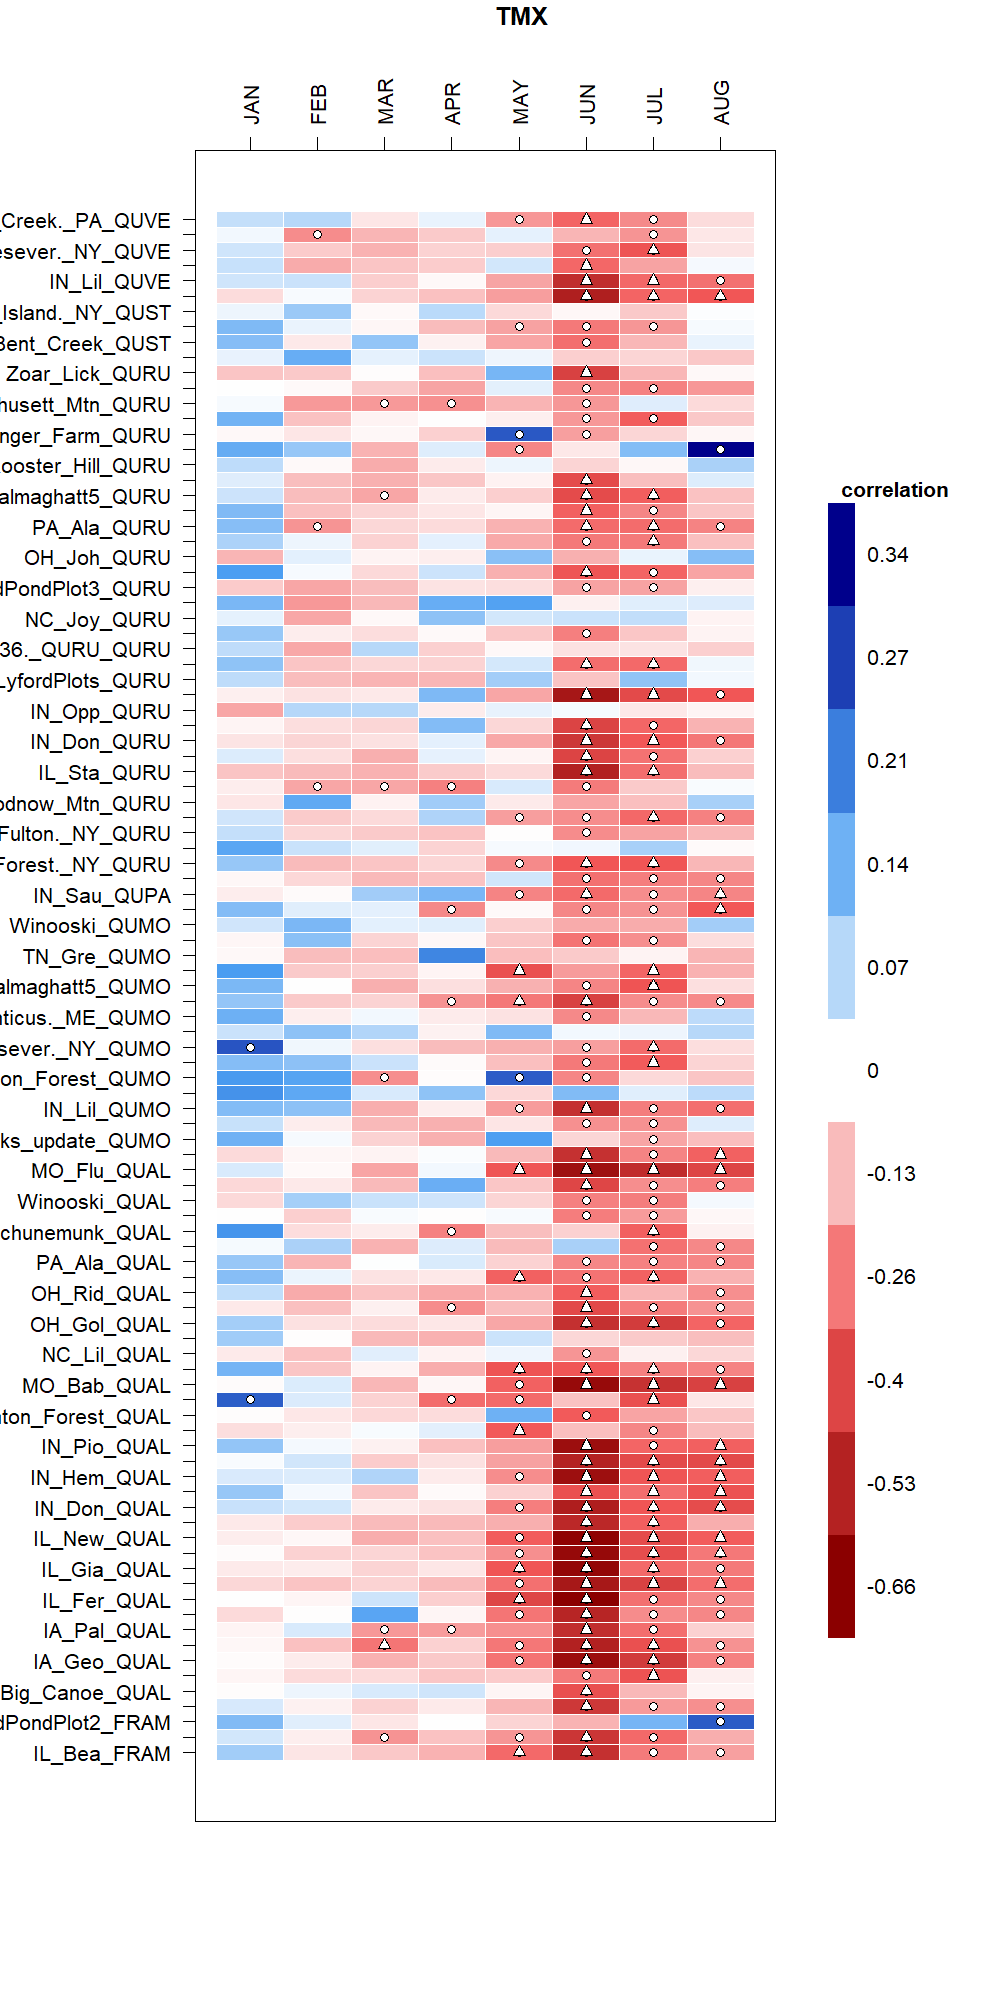 TMX
JAN
FEB
MAR
APR
MAY
JUN
JUL
AUG
_Creek._PA_QUVE
esever._NY_QUVE
IN_Lil_QUVE
_Island._NY_QUST
Bent_Creek_QUST
Zoar_Lick_QURU
husett_Mtn_QURU
nger_Farm_QURU
ooster_Hill_QURU
almaghatt5_QURU
PA_Ala_QURU
OH_Joh_QURU
dPondPlot3_QURU
NC_Joy_QURU
36._QURU_QURU
LyfordPlots_QURU
IN_Opp_QURU
IN_Don_QURU
IL_Sta_QURU
odnow_Mtn_QURU
Fulton._NY_QURU
Forest._NY_QURU
IN_Sau_QUPA
Winooski_QUMO
TN_Gre_QUMO
almaghatt5_QUMO
nticus._ME_QUMO
sever._NY_QUMO
on_Forest_QUMO
IN_Lil_QUMO
ks_update_QUMO
MO_Flu_QUAL
Winooski_QUAL
chunemunk_QUAL
PA_Ala_QUAL
OH_Rid_QUAL
OH_Gol_QUAL
NC_Lil_QUAL
MO_Bab_QUAL
nton_Forest_QUAL
IN_Pio_QUAL
IN_Hem_QUAL
IN_Don_QUAL
IL_New_QUAL
IL_Gia_QUAL
IL_Fer_QUAL
IA_Pal_QUAL
IA_Geo_QUAL
Big_Canoe_QUAL
dPondPlot2_FRAM
IL_Bea_FRAM
correlation
0.34
0.27
0.21
0.14
0.07
0
-0.13
-0.26
-0.4
-0.53
-0.66